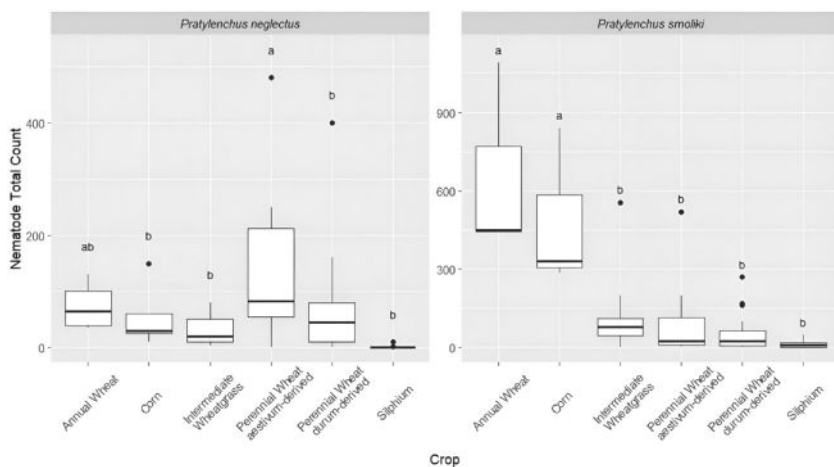 Pratylenchus neglectus
Pratylenchus smoliki
Nematode Total Count
400
200
0
a
b
ab
b
b
b
900
600
300
0
a
a
b
b
b
b
Annual Wheat
Corn
Intermediate
Wheatgrass
Perennial Wheat
aestivum-derived
Perennial Wheat
durum-derived
Silphium
Annual Wheat
Corn
Intermediate
Wheatgrass
Perennial Wheat
aestivum-derived
Perennial Wheat
durum-derived
Silphium
Crop